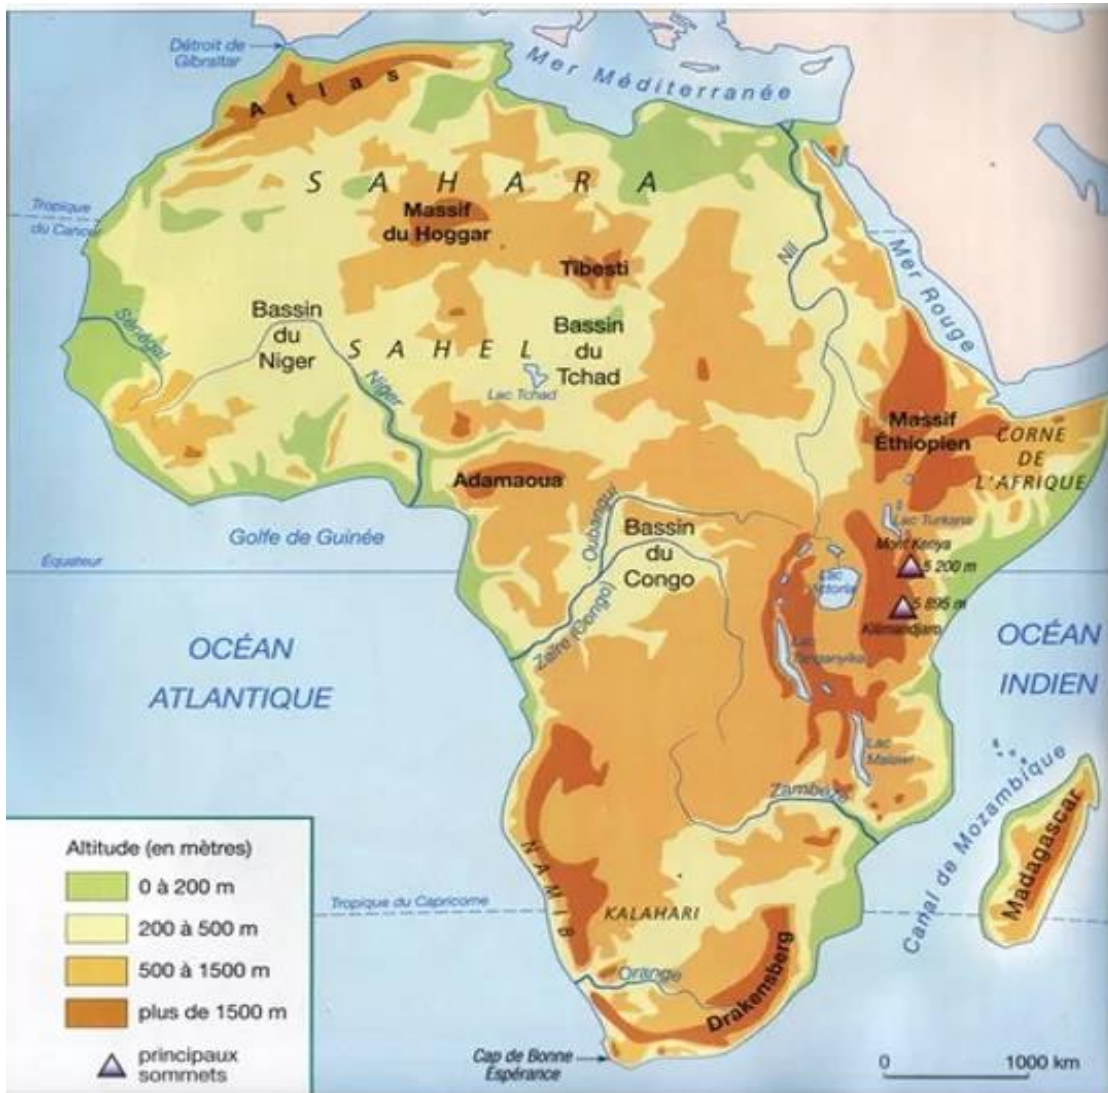 Détroit de
Gibraltar
Mer Méditerranée
Atlas
SAHARA
Tropique
du Cancer
Massif
du Hoggar
Tibesti
Nil
Mer Rouge
Bassin
du
Niger
Sénégal
SAHEL
Bassin
du
Tchad
Niger
Lac Tchad
Massif
Éthiopien
CORNE
DE
L'AFRIQUE
Adamaoua
Oubangui
Bassin
du
Congo
Golfe de Guinée
Lac Turkana
Mont Kenya
5 200 m
Équateur
Lac
Victoria
5 895 m
Kilimandjaro
Zaïre (Congo)
OCÉAN
ATLANTIQUE
OCÉAN
INDIEN
Lac
Tanganyika
Lac
Malawi
Zambèze
Canal de Mozambique
Madagascar
NAMIB
Tropique du Capricorne
KALAHARI
Orange
Drakensberg
Cap de Bonne
Espérance
Altitude (en mètres)
0 à 200 m
200 à 500 m
500 à 1500 m
plus de 1500 m
principaux
sommets
0 1000 km